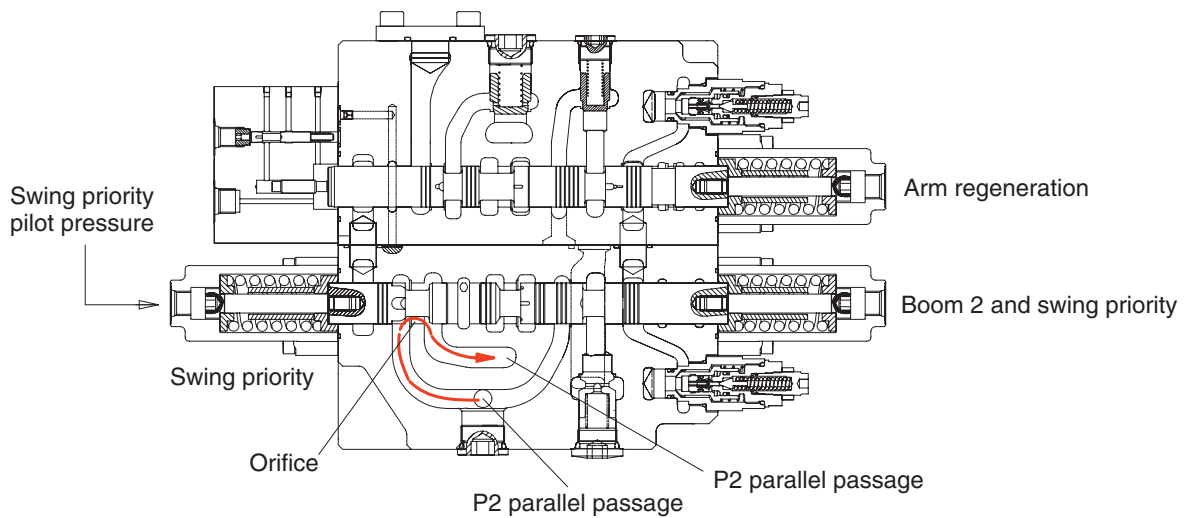 Arm regeneration
Swing priority
pilot pressure
Boom 2 and swing priority
Swing priority
Orifice
P2 parallel passage
P2 parallel passage